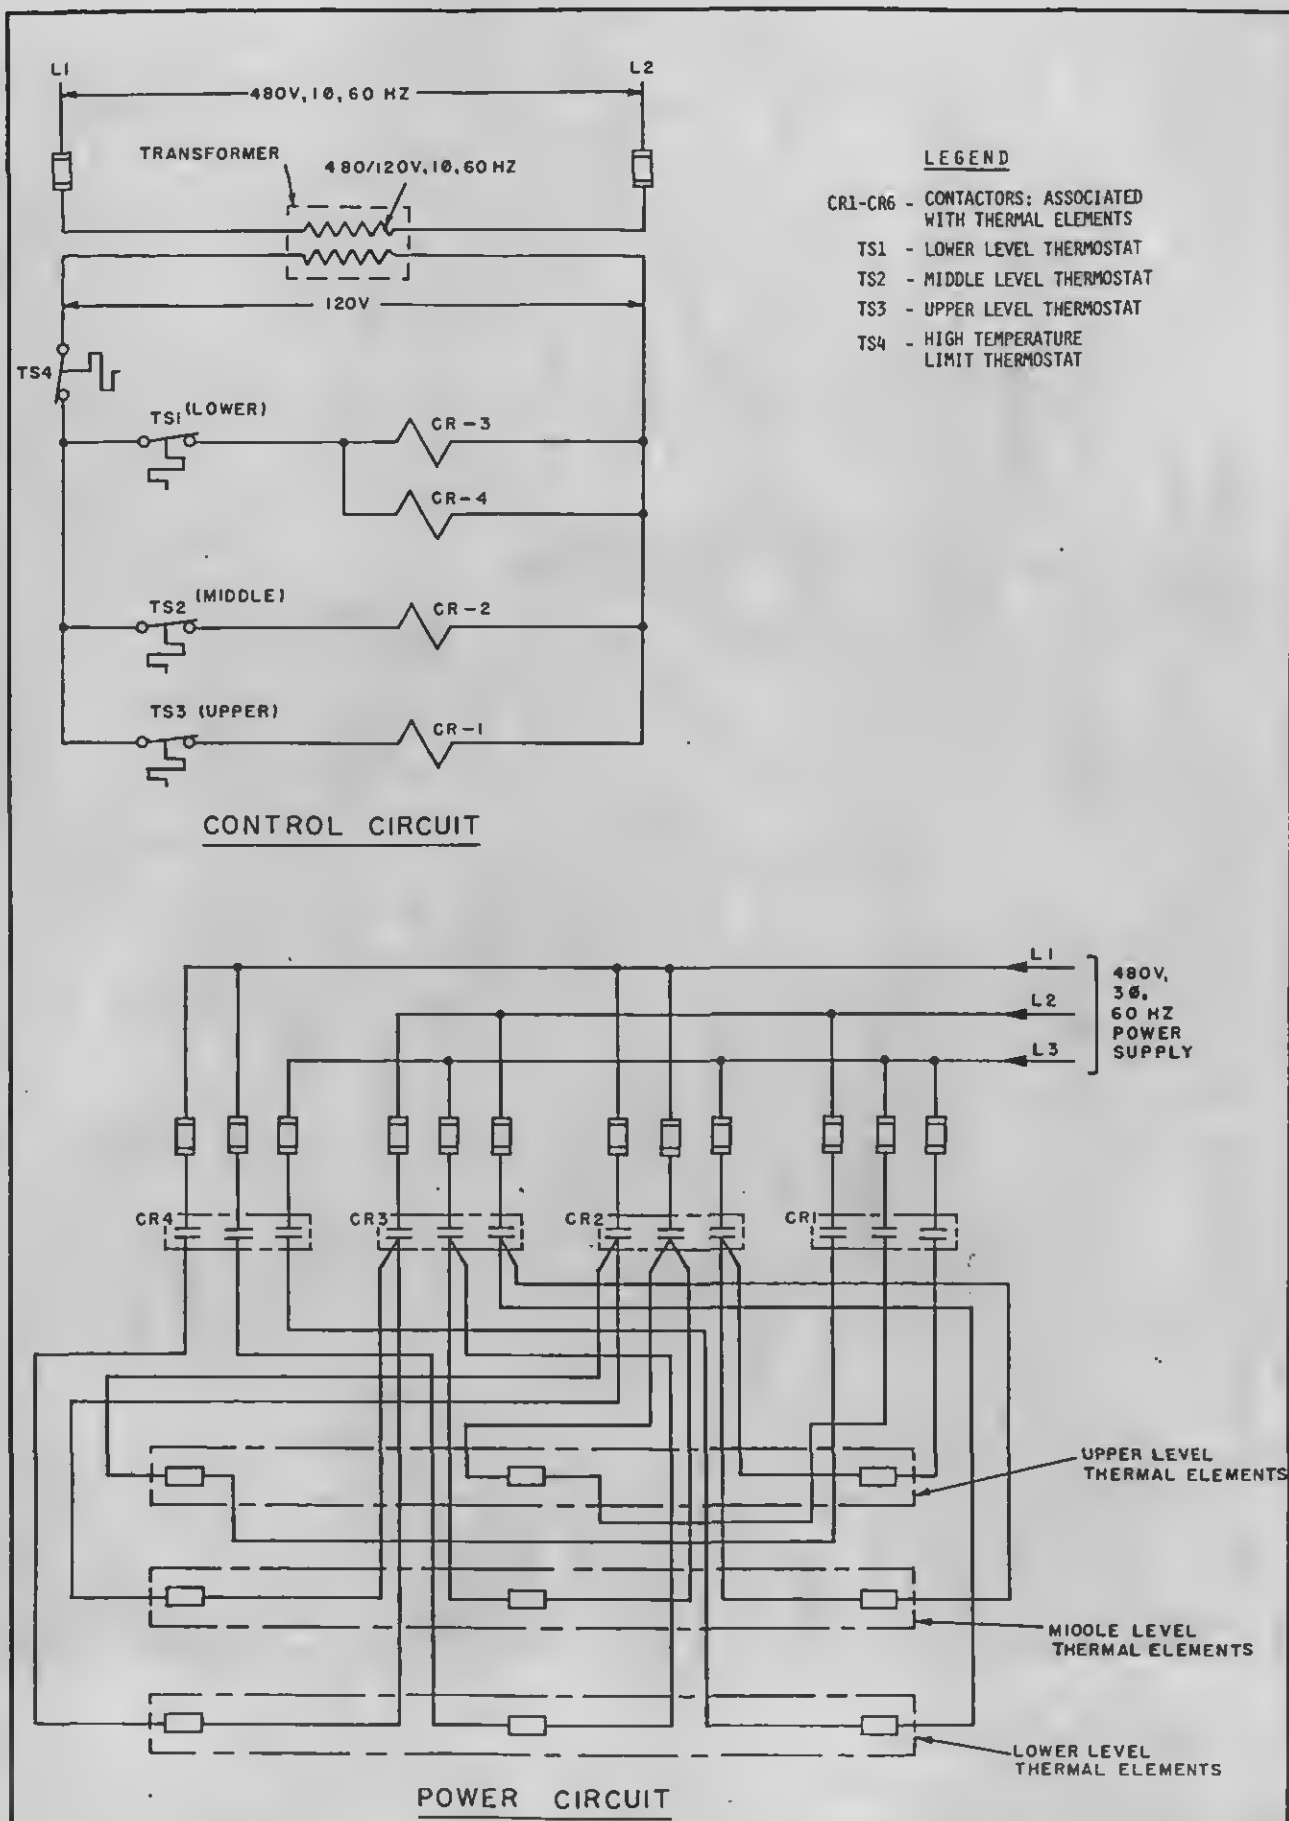 L1
L2
480V, 1Ø, 60 HZ
TRANSFORMER
480/120V, 1Ø, 60 HZ
120V
TS4
TS1 (LOWER)
CR-3
CR-4
TS2 (MIDDLE)
CR-2
TS3 (UPPER)
CR-1
CONTROL CIRCUIT
LEGEND
CR1-CR6 - CONTACTORS: ASSOCIATED
WITH THERMAL ELEMENTS
TS1 - LOWER LEVEL THERMOSTAT
TS2 - MIDDLE LEVEL THERMOSTAT
TS3 - UPPER LEVEL THERMOSTAT
TS4 - HIGH TEMPERATURE
LIMIT THERMOSTAT
L1
L2
L3
480V,
3Ø,
60 HZ
POWER
SUPPLY
CR4
CR3
CR2
CR1
UPPER LEVEL
THERMAL ELEMENTS
MIDDLE LEVEL
THERMAL ELEMENTS
LOWER LEVEL
THERMAL ELEMENTS
POWER CIRCUIT